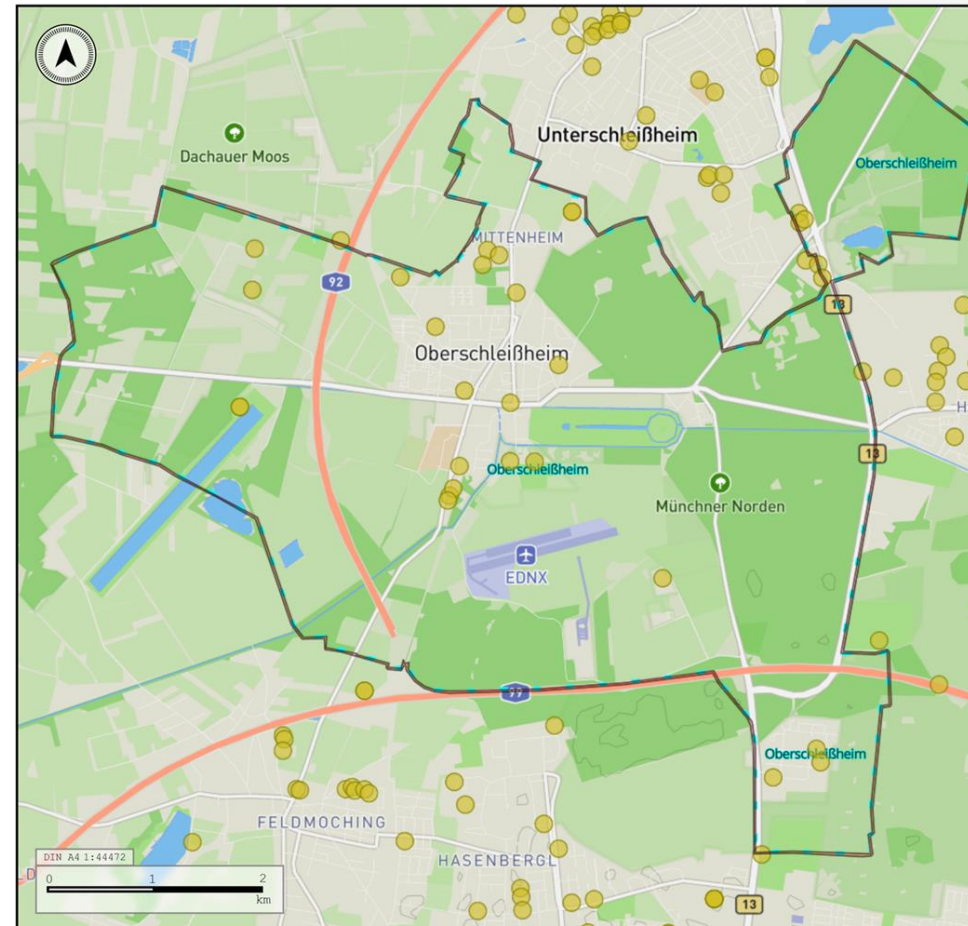 Unterschleißheim
Dachauer Moos
Oberschleißheim
MITTENHEIM
92
13
Oberschleißheim
H
13
Oberschleißheim
Münchner Norden
EDNX
99
Oberschleißheim
FELDMOCHING
DIN A4 1:44472
HASENBERGL
D
0 1 2
km
13